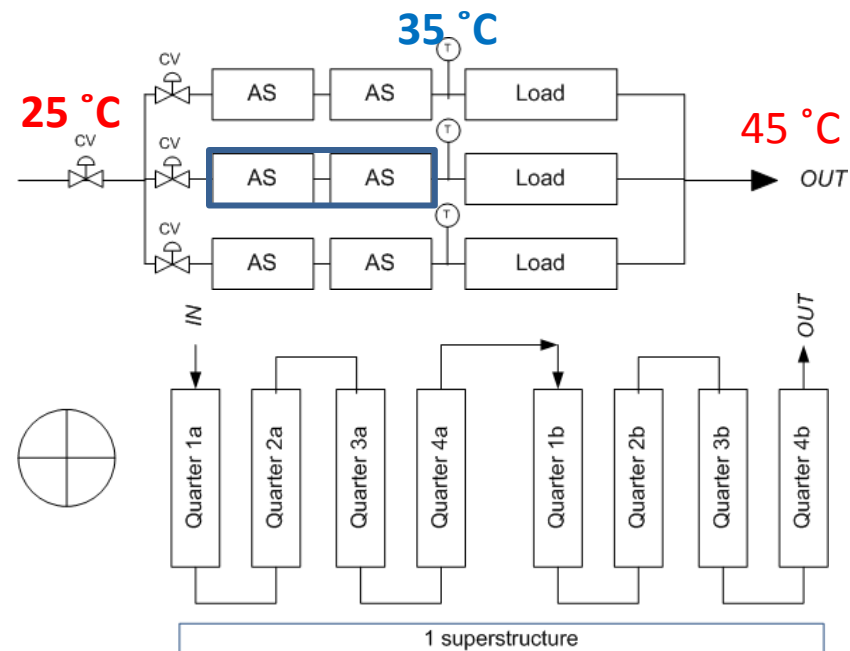 35 ˚C
T
CV
AS AS Load
25 ˚C
CV
CV
T
45 ˚C
AS AS Load
OUT
T
CV
AS AS Load
IN
OUT
Quarter 1a
Quarter 2a
Quarter 3a
Quarter 4a
Quarter 1b
Quarter 2b
Quarter 3b
Quarter 4b
1 superstructure